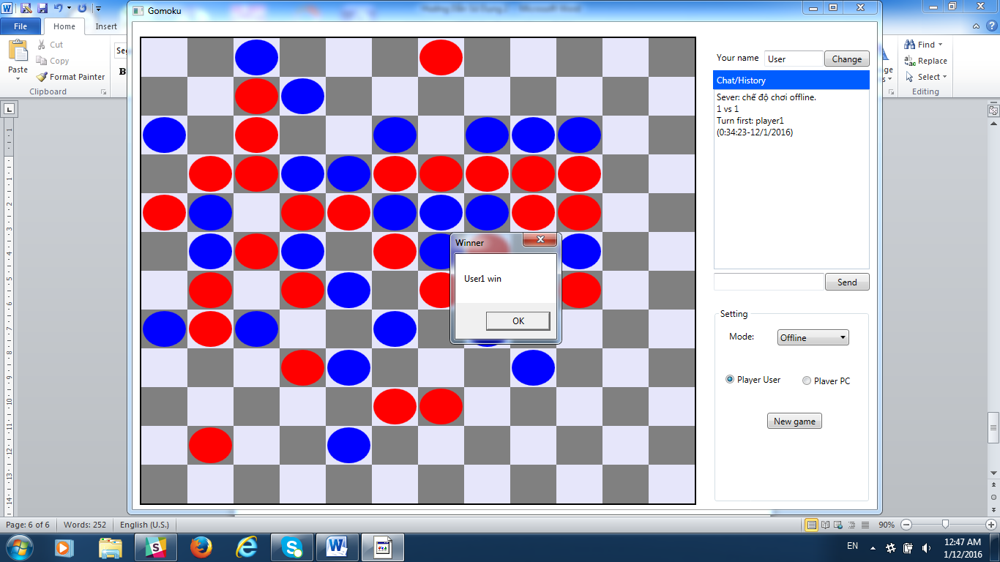 Gomoku
File
Home
Insert
Find
Replace
Select
Editing
Paste
Cut
Copy
Format Painter
Clipboard
B
Your name
User
Change
Chat/History
Sever: chế độ chơi offline.
1 vs 1
Turn first: player1
(0:34:23-12/1/2016)
Send
Winner
User1 win
OK
Setting
Mode:
Offline
Player User
Plaver PC
New game
Page: 6 of 6
Words: 252
English (U.S.)
90%
EN
12:47 AM
1/12/2016